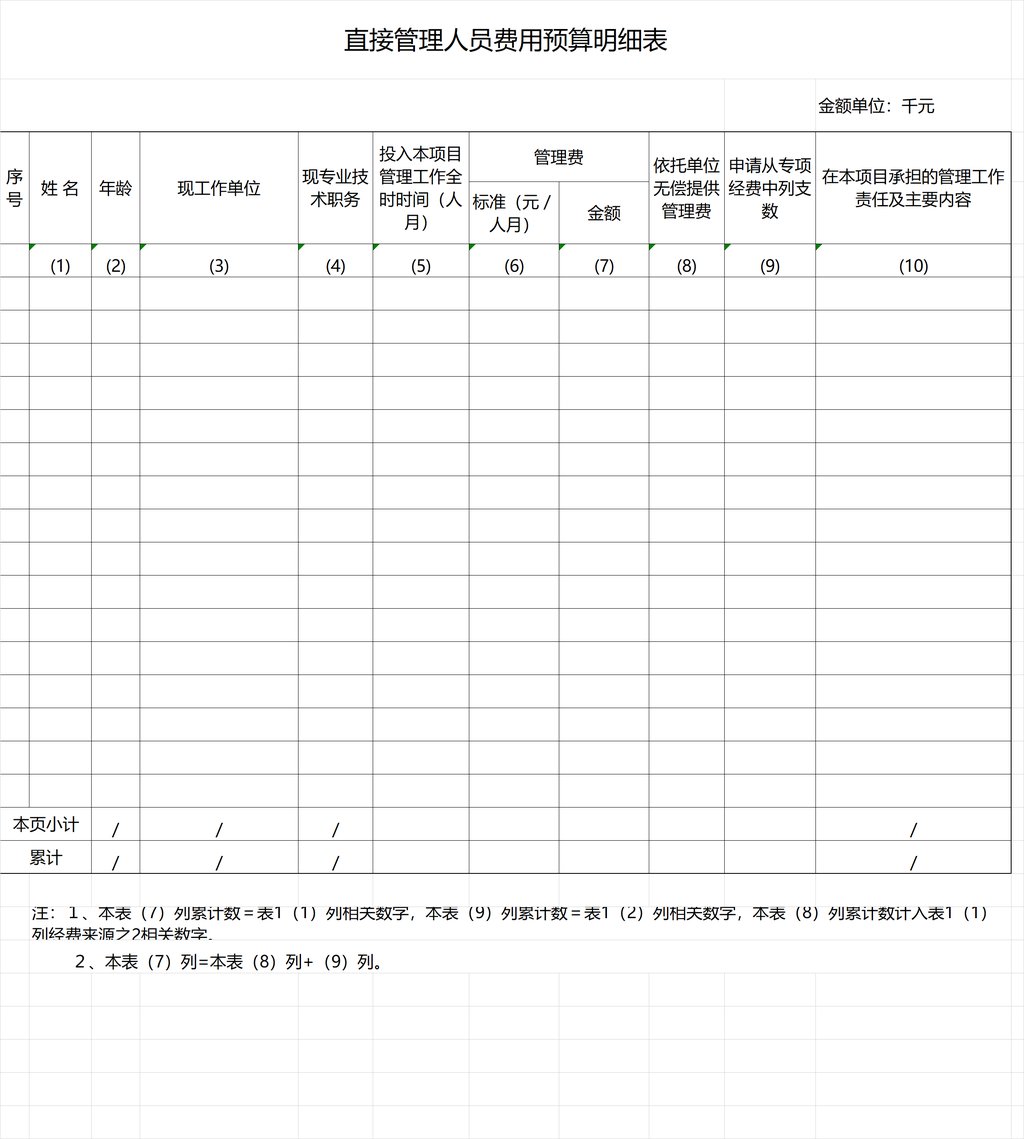 直接管理人员费用预算明细表
金额单位：千元
序号
姓 名
年龄
现工作单位
现专业技术职务
投入本项目管理工作全时时间（人月）
管理费
标准（元 / 人月）
金额
依托单位无偿提供管理费
申请从专项经费中列支数
在本项目承担的管理工作责任及主要内容
(1) (2) (3) (4) (5) (6) (7) (8) (9) (10)
本页小计 / / / /
累计 / / / /
注：１、本表（7）列累计数＝表1（1）列相关数字，本表（9）列累计数＝表1（2）列相关数字，本表（8）列累计数计入表1（1）
列经费来源之2相关数字。
２、本表（7）列=本表（8）列+（9）列。